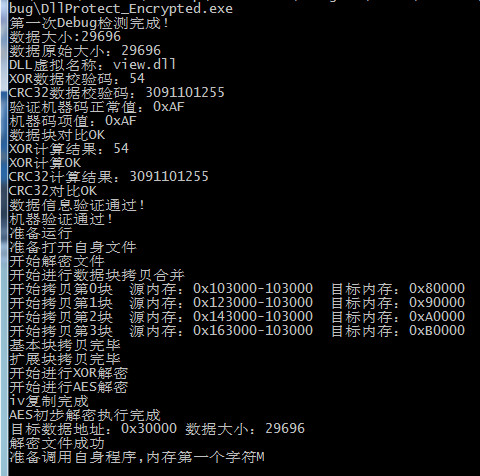 bug\DllProtect_Encrypted.exe
第一次Debug检测完成!
数据大小:29696
数据原始大小: 29696
DLL虚拟名称: view.dll
XOR数据校验码: 54
CRC32数据校验码: 3091101255
验证机器码正常值: 0xAF
机器码项值: 0xAF
数据块对比OK
XOR计算结果: 54
XOR计算OK
CRC32计算结果: 3091101255
CRC32对比OK
数据信息验证通过!
机器验证通过!
准备运行
准备打开自身文件
开始解密文件
开始进行数据块拷贝合并
开始拷贝第0块  源内存: 0x103000-103000  目标内存: 0x80000
开始拷贝第1块  源内存: 0x123000-103000  目标内存: 0x90000
开始拷贝第2块  源内存: 0x143000-103000  目标内存: 0xA0000
开始拷贝第3块  源内存: 0x163000-103000  目标内存: 0xB0000
基本块拷贝完毕
扩展块拷贝完毕
开始进行XOR解密
开始进行AES解密
iv复制完成
AES初步解密执行完成
目标数据地址: 0x30000 数据大小: 29696
解密文件成功
准备调用自身程序,内存第一个字符M